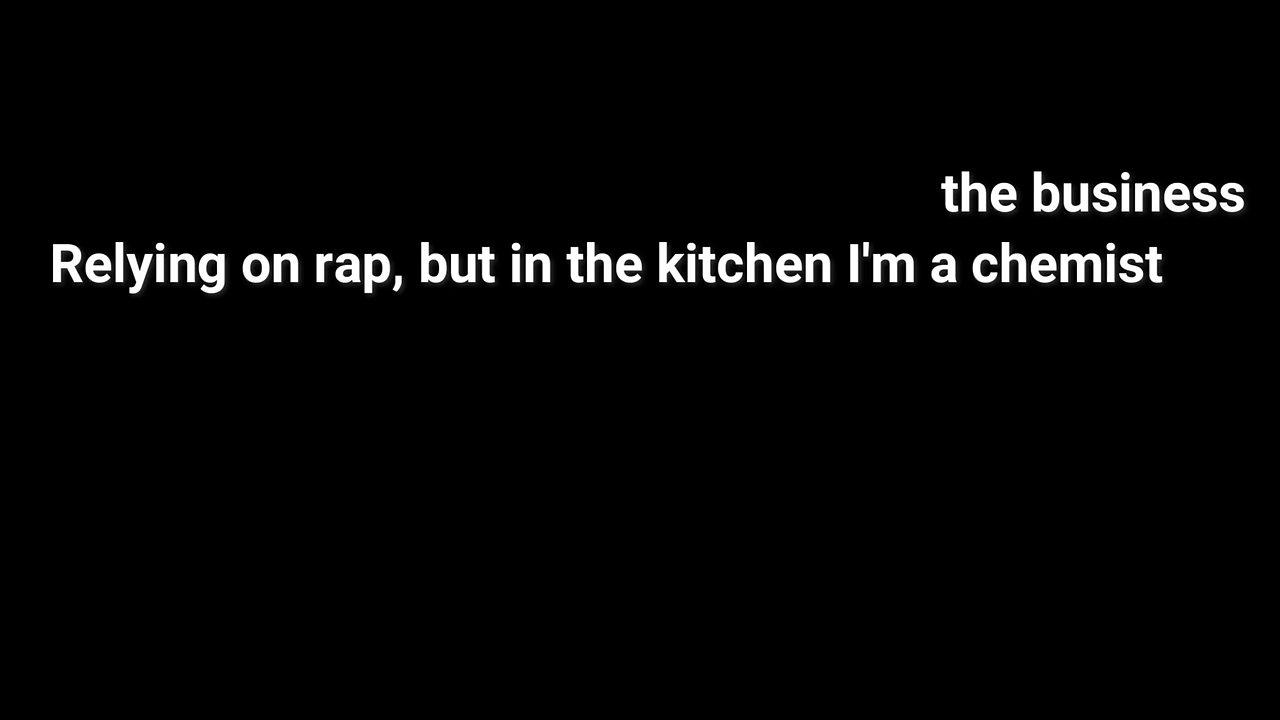 the business
Relying on rap, but in the kitchen I'm a chemist